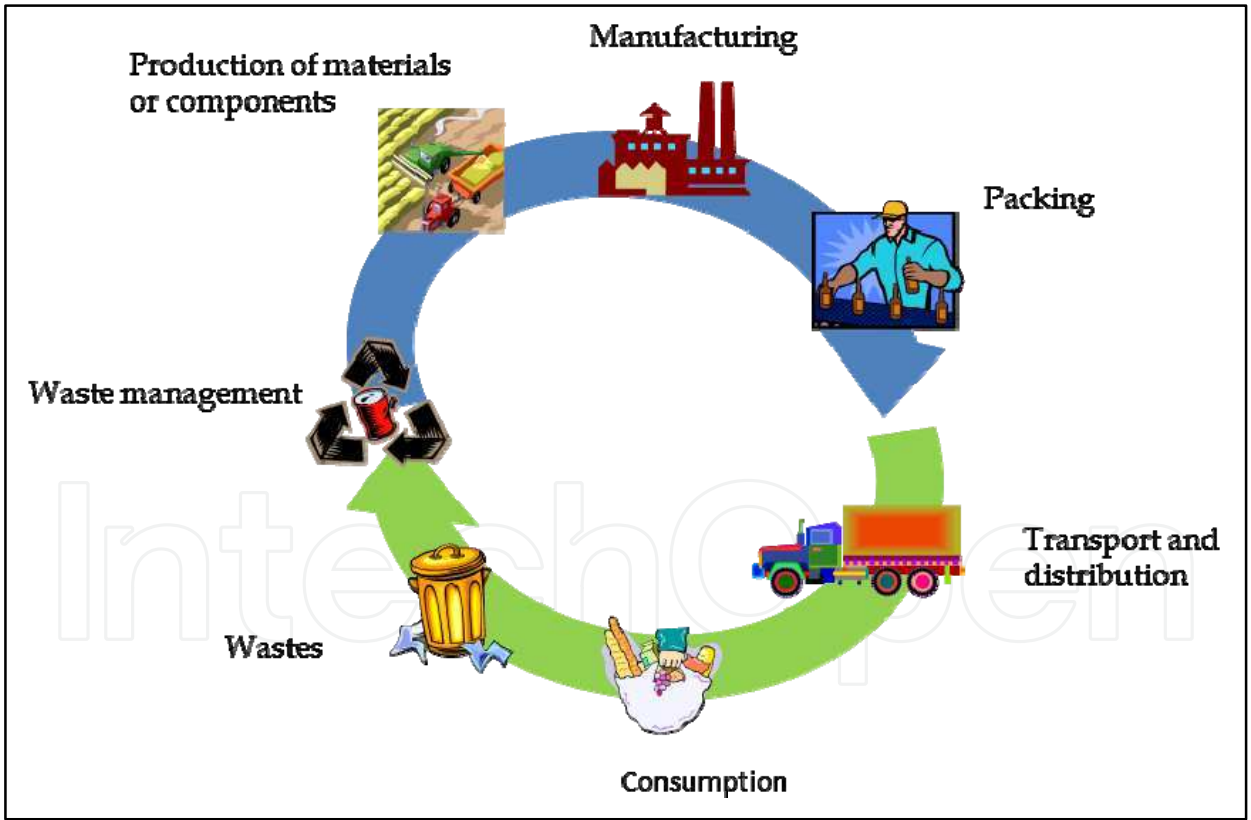 Manufacturing
Production of materials
or components
Packing
Waste management
Transport and
distribution
Wastes
Consumption
IntechOpen